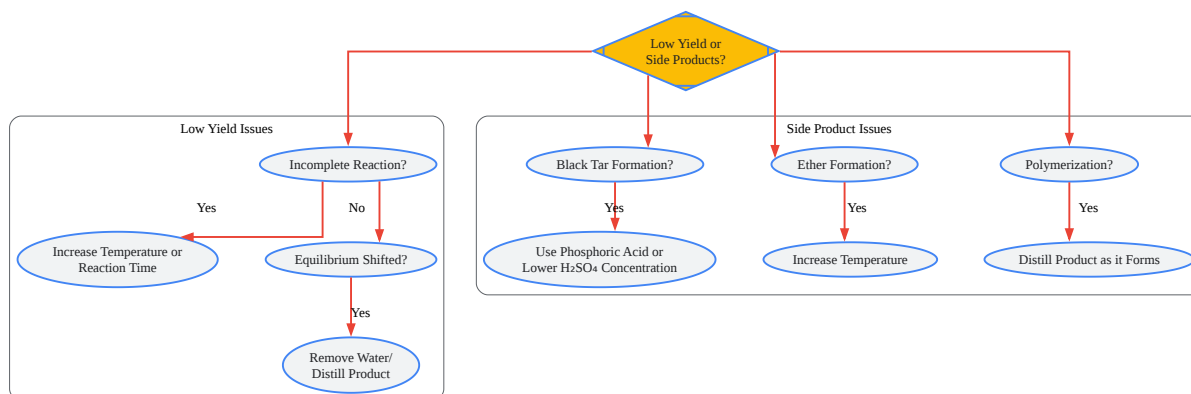 Low Yield or
Side Products?
Low Yield Issues
Side Product Issues
Incomplete Reaction?
Black Tar Formation?
Ether Formation?
Polymerization?
Yes
No
Yes
Yes
Yes
Increase Temperature or
Reaction Time
Equilibrium Shifted?
Use Phosphoric Acid or
Lower H₂SO₄ Concentration
Increase Temperature
Distill Product as it Forms
Yes
Remove Water/
Distill Product